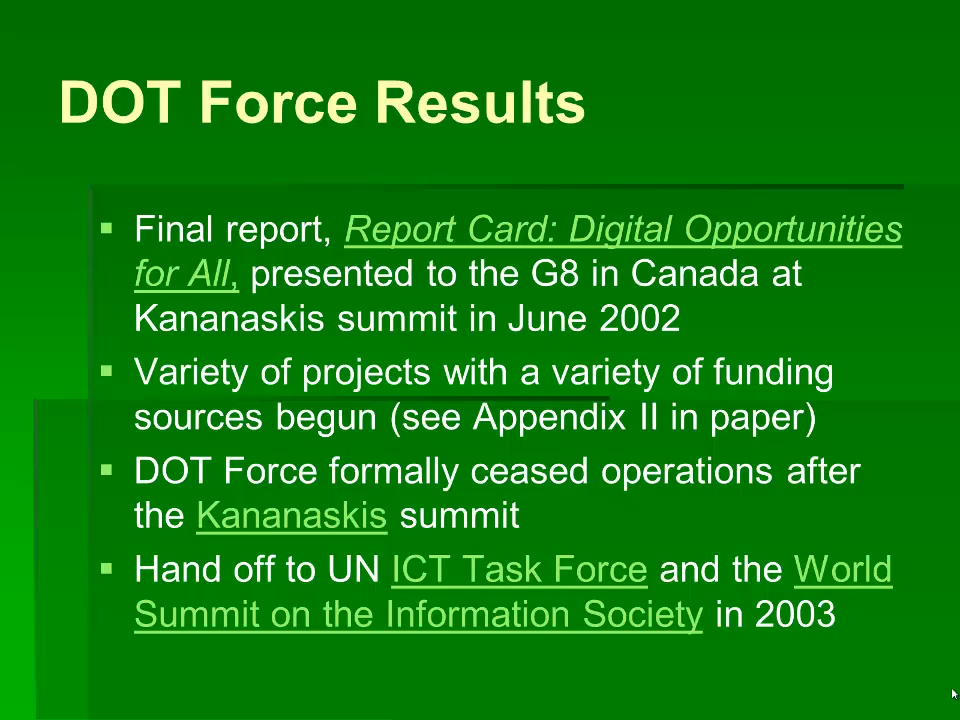 DOT Force Results
▪ Final report, Report Card: Digital Opportunities
for All, presented to the G8 in Canada at
Kananaskis summit in June 2002
▪ Variety of projects with a variety of funding
sources begun (see Appendix II in paper)
▪ DOT Force formally ceased operations after
the Kananaskis summit
▪ Hand off to UN ICT Task Force and the World
Summit on the Information Society in 2003